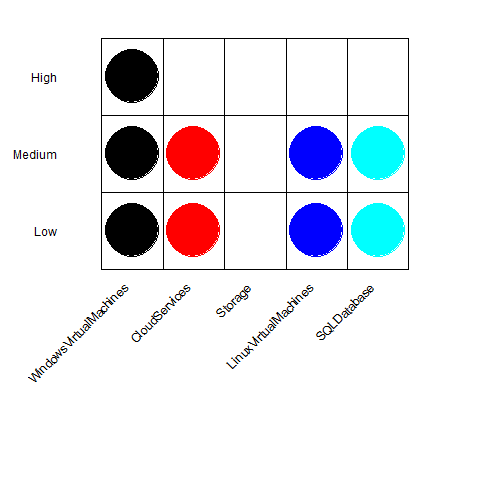 High
Medium
Low
WindowsVirtualMachines
CloudServices
Storage
LinuxVirtualMachines
SQLDatabase